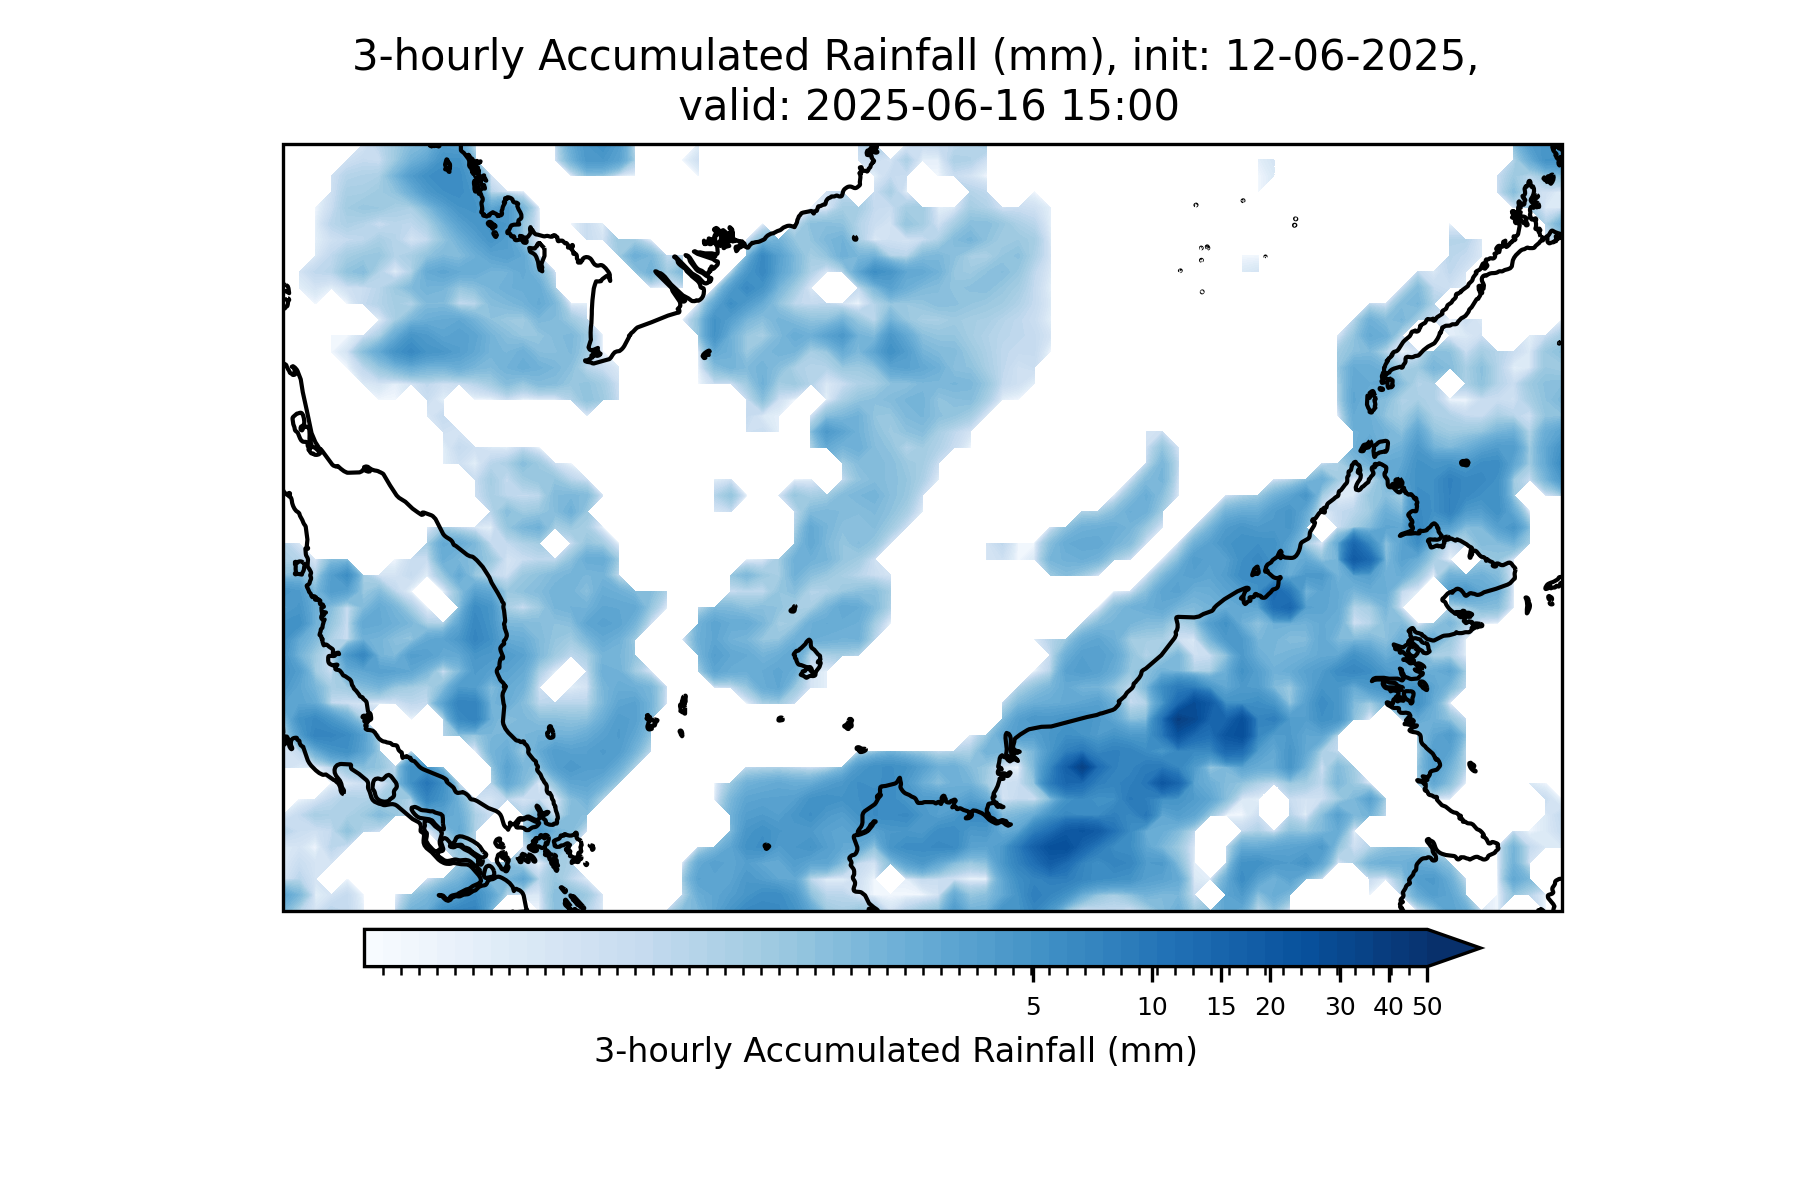 3-hourly Accumulated Rainfall (mm), init: 12-06-2025,
valid: 2025-06-16 15:00
5 10 15 20 30 40 50
3-hourly Accumulated Rainfall (mm)